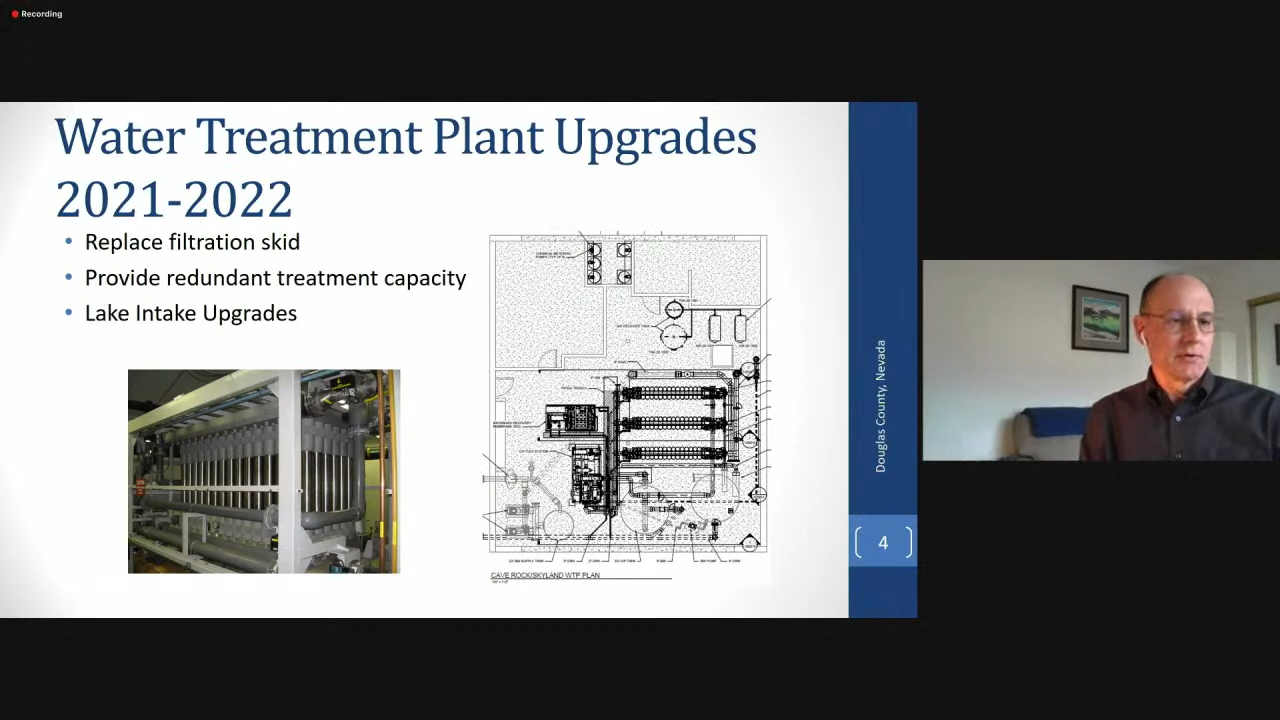 Recording
Water Treatment Plant Upgrades
2021-2022
• Replace filtration skid
• Provide redundant treatment capacity
• Lake Intake Upgrades
CAVE ROCK/SKYLAND WTP PLAN
Douglas County, Nevada
4